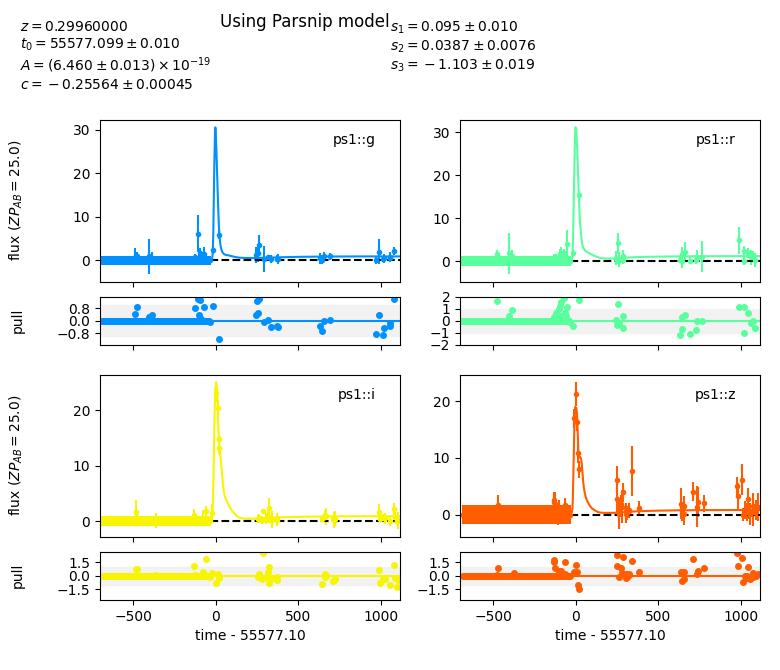 Using Parsnip model
z = 0.29960000
t₀ = 55577.099 ± 0.010
A = (6.460 ± 0.013) × 10⁻¹⁹
c = −0.25564 ± 0.00045
s₁ = 0.095 ± 0.010
s₂ = 0.0387 ± 0.0076
s₃ = −1.103 ± 0.019
flux (ZP_AB = 25.0)
30
20
10
0
ps1::g
30
20
10
0
ps1::r
pull
0.8
0.0
−0.8
2
1
0
−1
−2
flux (ZP_AB = 25.0)
20
10
0
ps1::i
20
10
0
ps1::z
pull
1.5
0.0
−1.5
1.5
0.0
−1.5
−500 0 500 1000
−500 0 500 1000
time - 55577.10
time - 55577.10